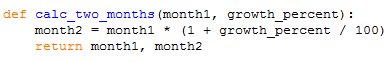 def calc_two_months(month1, growth_percent):
    month2 = month1 * (1 + growth_percent / 100)
    return month1, month2